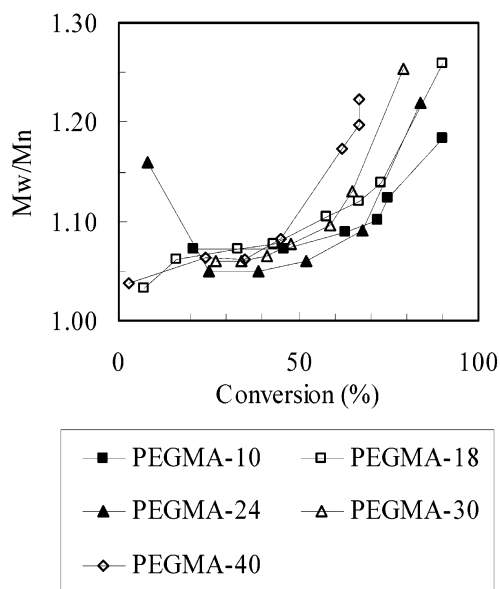 1.30
1.20
1.10
1.00
Mw/Mn
0
50
100
Conversion (%)
PEGMA-10
PEGMA-18
PEGMA-24
PEGMA-30
PEGMA-40